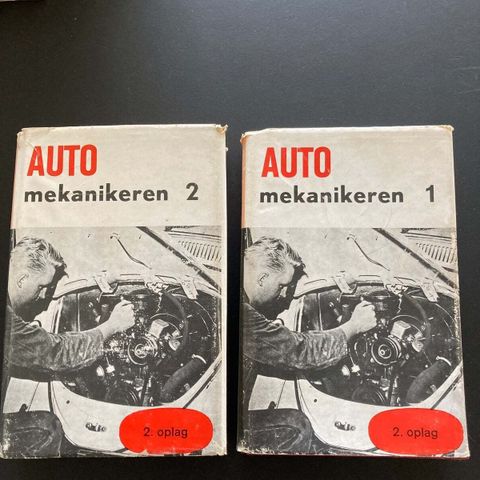 AUTO
mekanikeren 2
2. oplag
AUTO
mekanikeren 1
2. oplag